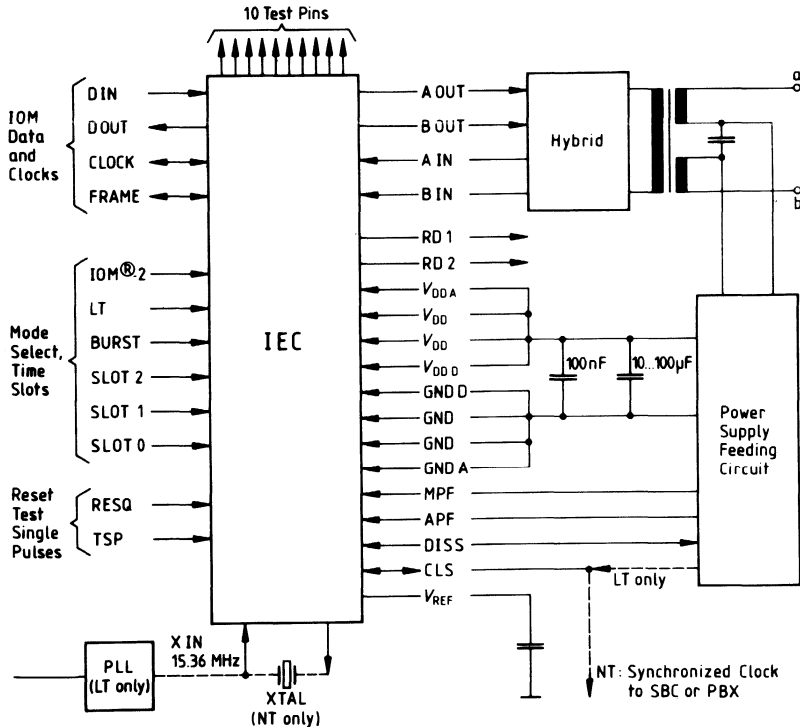 10 Test Pins
IOM
Data
and
Clocks
DIN
DOUT
CLOCK
FRAME
Mode
Select,
Time
Slots
IOM®-2
LT
BURST
SLOT 2
SLOT 1
SLOT 0
Reset
Test
Single
Pulses
RESQ
TSP
IEC
A OUT
B OUT
A IN
B IN
RD 1
RD 2
VDDA
VDD
VDD
VDDD
GND D
GND
GND
GND A
MPF
APF
DISS
CLS
VREF
Hybrid
a
b
100nF
10...100µF
Power
Supply
Feeding
Circuit
LT only
PLL
(LT only)
X IN
15.36 MHz
XTAL
(NT only)
NT: Synchronized Clock
to SBC or PBX